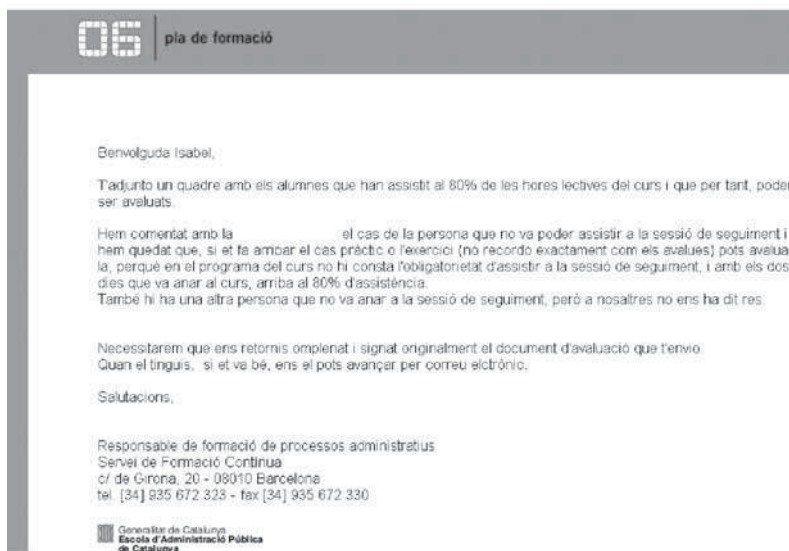 06
pla de formació
Benvolguda Isabel,
T'adjunto un quadre amb els alumnes que han assistit al 80% de les hores lectives del curs i que per tant, poder
ser avaluats.
Hem comentat amb la el cas de la persona que no va poder assistir a la sessió de seguiment i
hem quedat que, si et fa arribar el cas pràctic o l'exercici (no recordo exactament com els avalues) pots avalua
la, perquè en el programa del curs no hi consta l'obligatorietat d'assistir a la sessió de seguiment, i amb els dos
dies que va anar al curs, arriba al 80% d'assistència.
També hi ha una altra persona que no va anar a la sessió de seguiment, però a nosaltres no ens ha dit res.
Necessitarem que ens retornis omplenat i signat originalment el document d'avaluació que t'envio.
Quan el tinguis, si et va bé, ens el pots avançar per correu elctrònic.
Salutacions,
Responsable de formació de processos administratius
Servei de Formació Contínua
c/ de Girona, 20 - 08010 Barcelona
tel. [34] 935 672 323 - fax [34] 935 672 330
Generalitat de Catalunya
Escola d'Administració Pública
de Catalunya